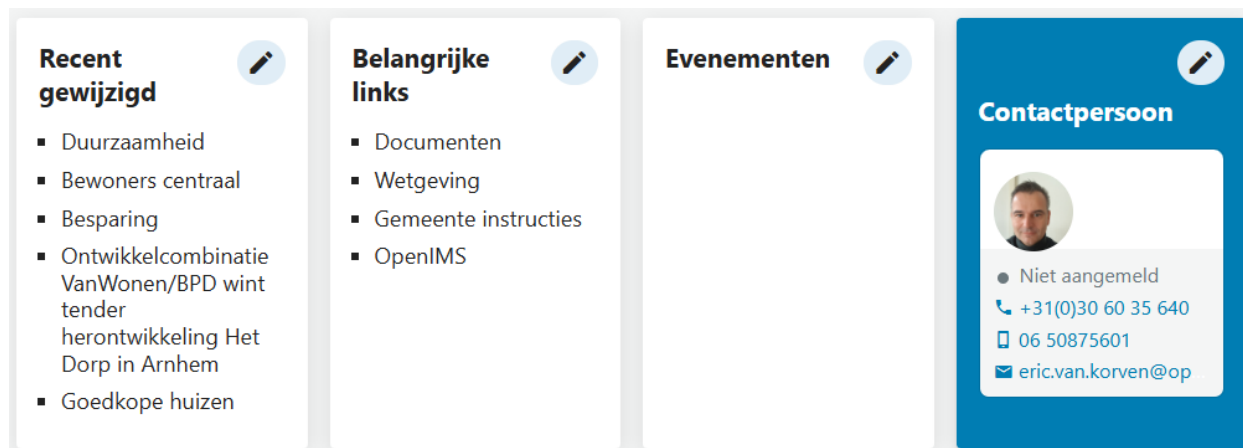 Recent
gewijzigd
Duurzaamheid
Bewoners centraal
Besparing
Ontwikkelcombinatie
VanWonen/BPD wint
tender
herontwikkeling Het
Dorp in Arnhem
Goedkope huizen
Belangrijke
links
Documenten
Wetgeving
Gemeente instructies
OpenIMS
Evenementen
Contactpersoon
Niet aangemeld
+31(0)30 60 35 640
06 50875601
eric.van.korven@op